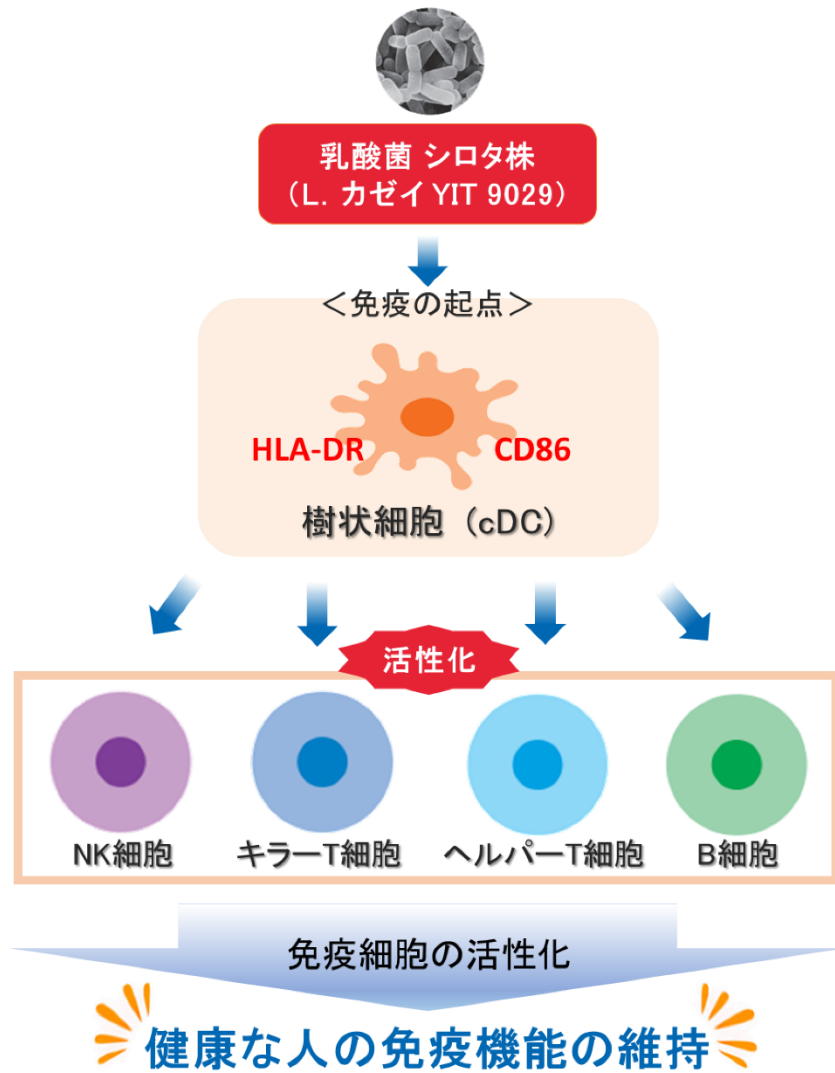 乳酸菌 シロタ株
（L. カゼイ YIT 9029）
＜免疫の起点＞
HLA-DR
CD86
樹状細胞（cDC）
活性化
NK細胞
キラーT細胞
ヘルパーT細胞
B細胞
免疫細胞の活性化
健康な人の免疫機能の維持